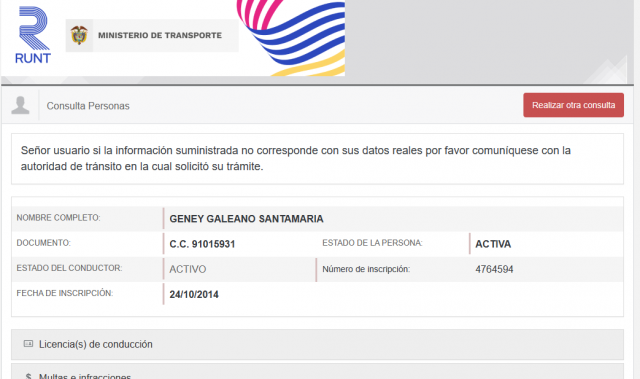 RUNT
MINISTERIO DE TRANSPORTE
Consulta Personas
Realizar otra consulta
Señor usuario si la información suministrada no corresponde con sus datos reales por favor comuníquese con la
autoridad de tránsito en la cual solicitó su trámite.
NOMBRE COMPLETO: GENEY GALEANO SANTAMARIA
DOCUMENTO: C.C. 91015931 ESTADO DE LA PERSONA: ACTIVA
ESTADO DEL CONDUCTOR: ACTIVO Número de inscripción: 4764594
FECHA DE INSCRIPCIÓN: 24/10/2014
Licencia(s) de conducción
$ Multas e infracciones